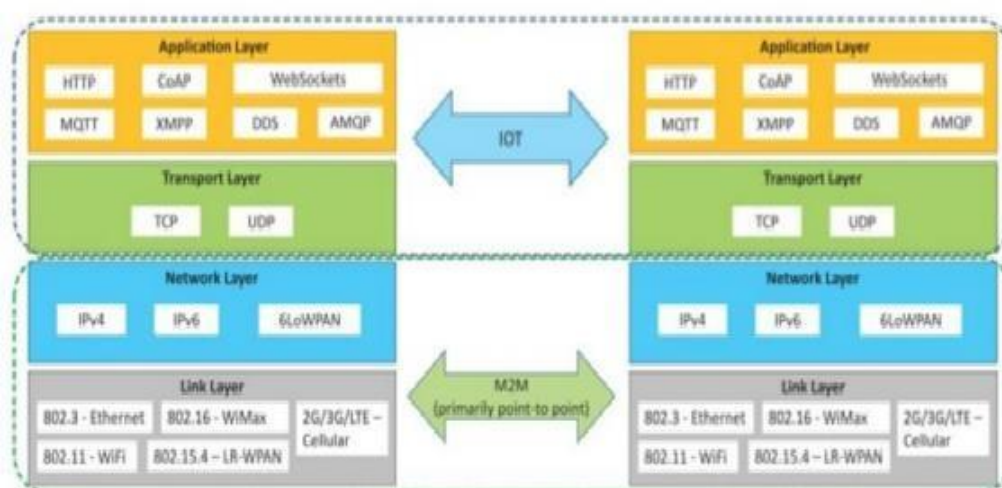 Application Layer
HTTP CoAP WebSockets
MQTT XMPP DDS AMQP
Transport Layer
TCP UDP
Network Layer
IPv4 IPv6 6LoWPAN
Link Layer
802.3 - Ethernet 802.16 - WiMax 2G/3G/LTE – Cellular
802.11 - WiFi 802.15.4 – LR-WPAN
IOT
M2M
(primarily point-to point)
Application Layer
HTTP CoAP WebSockets
MQTT XMPP DDS AMQP
Transport Layer
TCP UDP
Network Layer
IPv4 IPv6 6LoWPAN
Link Layer
802.3 - Ethernet 802.16 - WiMax 2G/3G/LTE – Cellular
802.11 - WiFi 802.15.4 – LR-WPAN